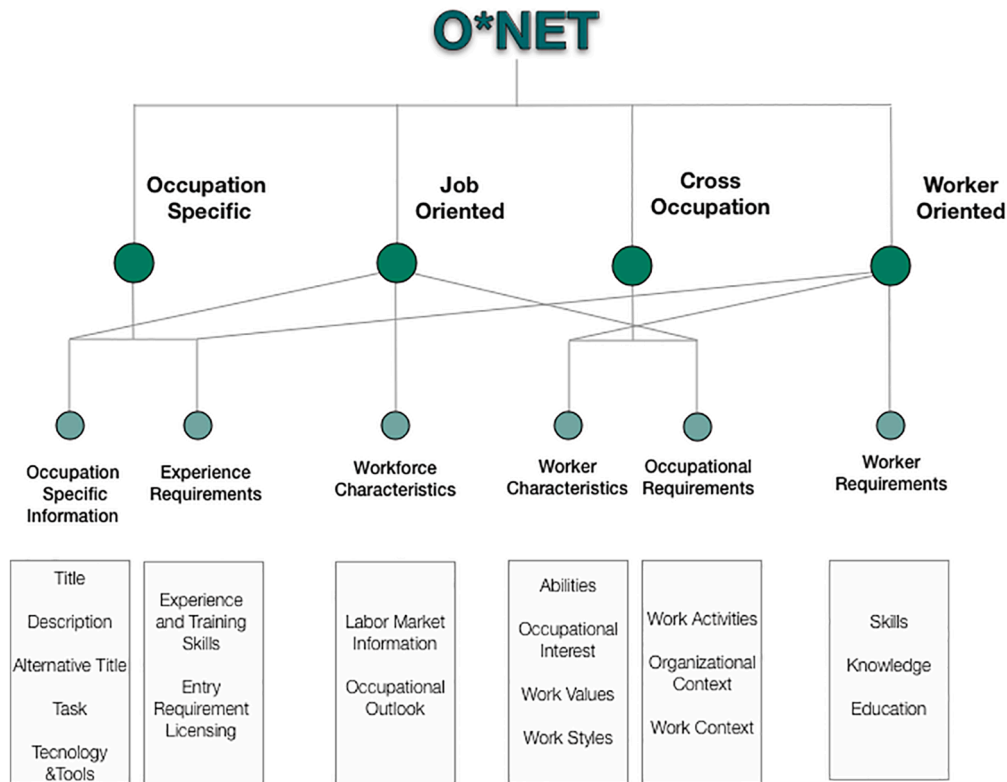 O*NET
Occupation
Specific
Job
Oriented
Cross
Occupation
Worker
Oriented
Occupation
Specific
Information
Experience
Requirements
Workforce
Characteristics
Worker
Characteristics
Occupational
Requirements
Worker
Requirements
Title
Description
Alternative Title
Task
Tecnology
&Tools
Experience
and Training
Skills
Entry
Requirement
Licensing
Labor Market
Information
Occupational
Outlook
Abilities
Occupational
Interest
Work Values
Work Styles
Work Activities
Organizational
Context
Work Context
Skills
Knowledge
Education